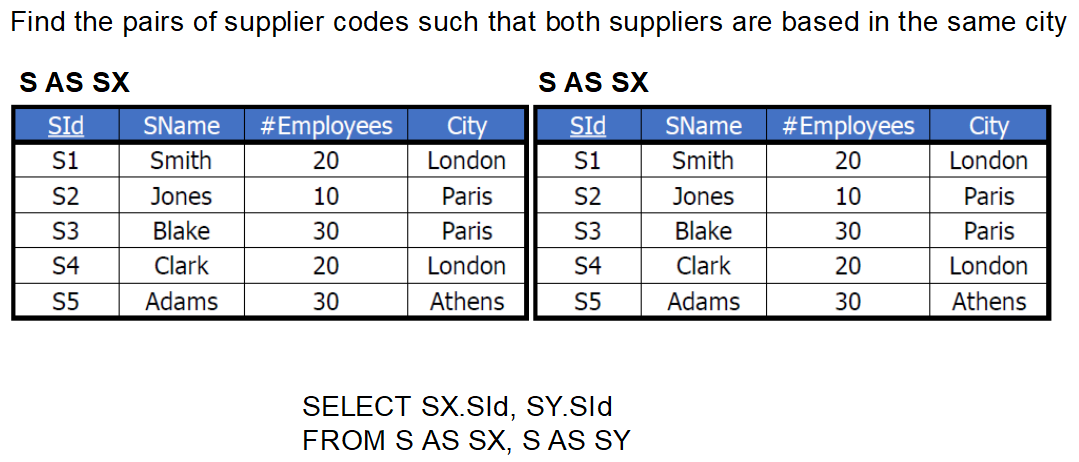 Find the pairs of supplier codes such that both suppliers are based in the same city
S AS SX S AS SX
SId SName #Employees City SId SName #Employees City
S1 Smith 20 London S1 Smith 20 London
S2 Jones 10 Paris S2 Jones 10 Paris
S3 Blake 30 Paris S3 Blake 30 Paris
S4 Clark 20 London S4 Clark 20 London
S5 Adams 30 Athens S5 Adams 30 Athens
SELECT SX.SId, SY.SId
FROM S AS SX, S AS SY